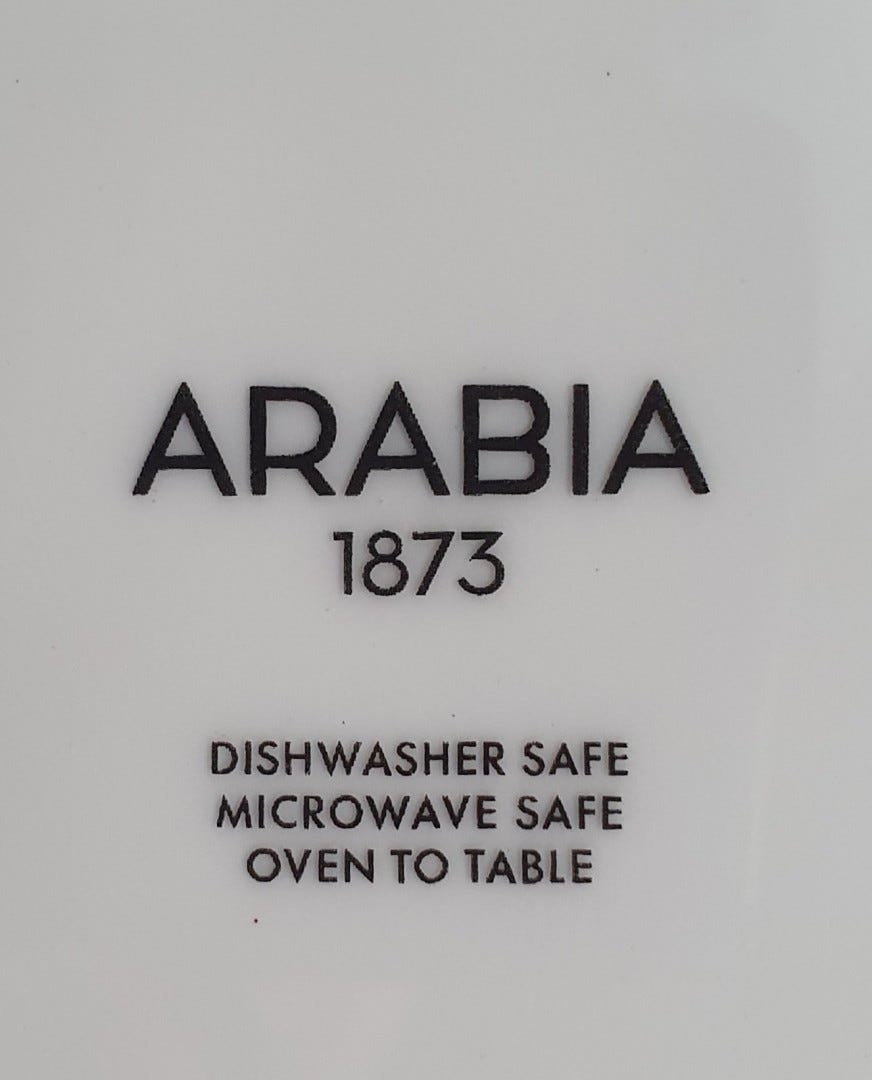 ARABIA
1873
DISHWASHER SAFE
MICROWAVE SAFE
OVEN TO TABLE